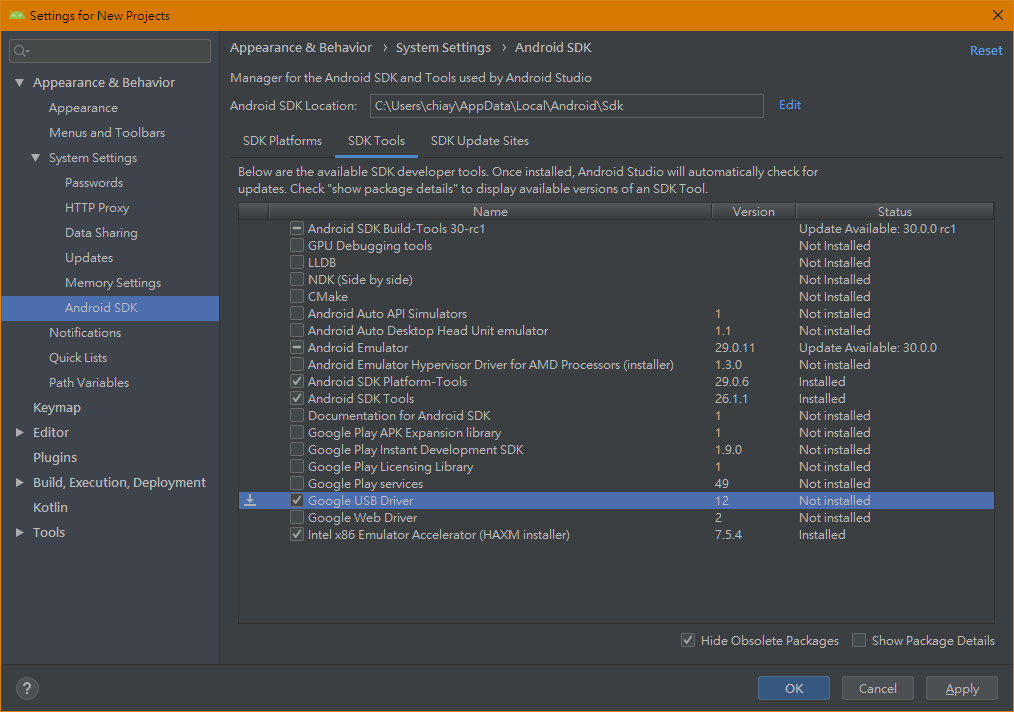 Settings for New Projects
Appearance & Behavior
Appearance
Menus and Toolbars
System Settings
Passwords
HTTP Proxy
Data Sharing
Updates
Memory Settings
Android SDK
Notifications
Quick Lists
Path Variables
Keymap
Editor
Plugins
Build, Execution, Deployment
Kotlin
Tools
Appearance & Behavior › System Settings › Android SDK
Reset
Manager for the Android SDK and Tools used by Android Studio
Android SDK Location: C:\Users\chiay\AppData\Local\Android\Sdk Edit
SDK Platforms SDK Tools SDK Update Sites
Below are the available SDK developer tools. Once installed, Android Studio will automatically check for
updates. Check "show package details" to display available versions of an SDK Tool.
Name Version Status
Android SDK Build-Tools 30-rc1 Update Available: 30.0.0 rc1
GPU Debugging tools Not Installed
LLDB Not Installed
NDK (Side by side) Not Installed
CMake Not Installed
Android Auto API Simulators 1 Not installed
Android Auto Desktop Head Unit emulator 1.1 Not installed
Android Emulator 29.0.11 Update Available: 30.0.0
Android Emulator Hypervisor Driver for AMD Processors (installer) 1.3.0 Not installed
Android SDK Platform-Tools 29.0.6 Installed
Android SDK Tools 26.1.1 Installed
Documentation for Android SDK 1 Not installed
Google Play APK Expansion library 1 Not installed
Google Play Instant Development SDK 1.9.0 Not installed
Google Play Licensing Library 1 Not installed
Google Play services 49 Not installed
Google USB Driver 12 Not installed
Google Web Driver 2 Not installed
Intel x86 Emulator Accelerator (HAXM installer) 7.5.4 Installed
Hide Obsolete Packages Show Package Details
? OK Cancel Apply